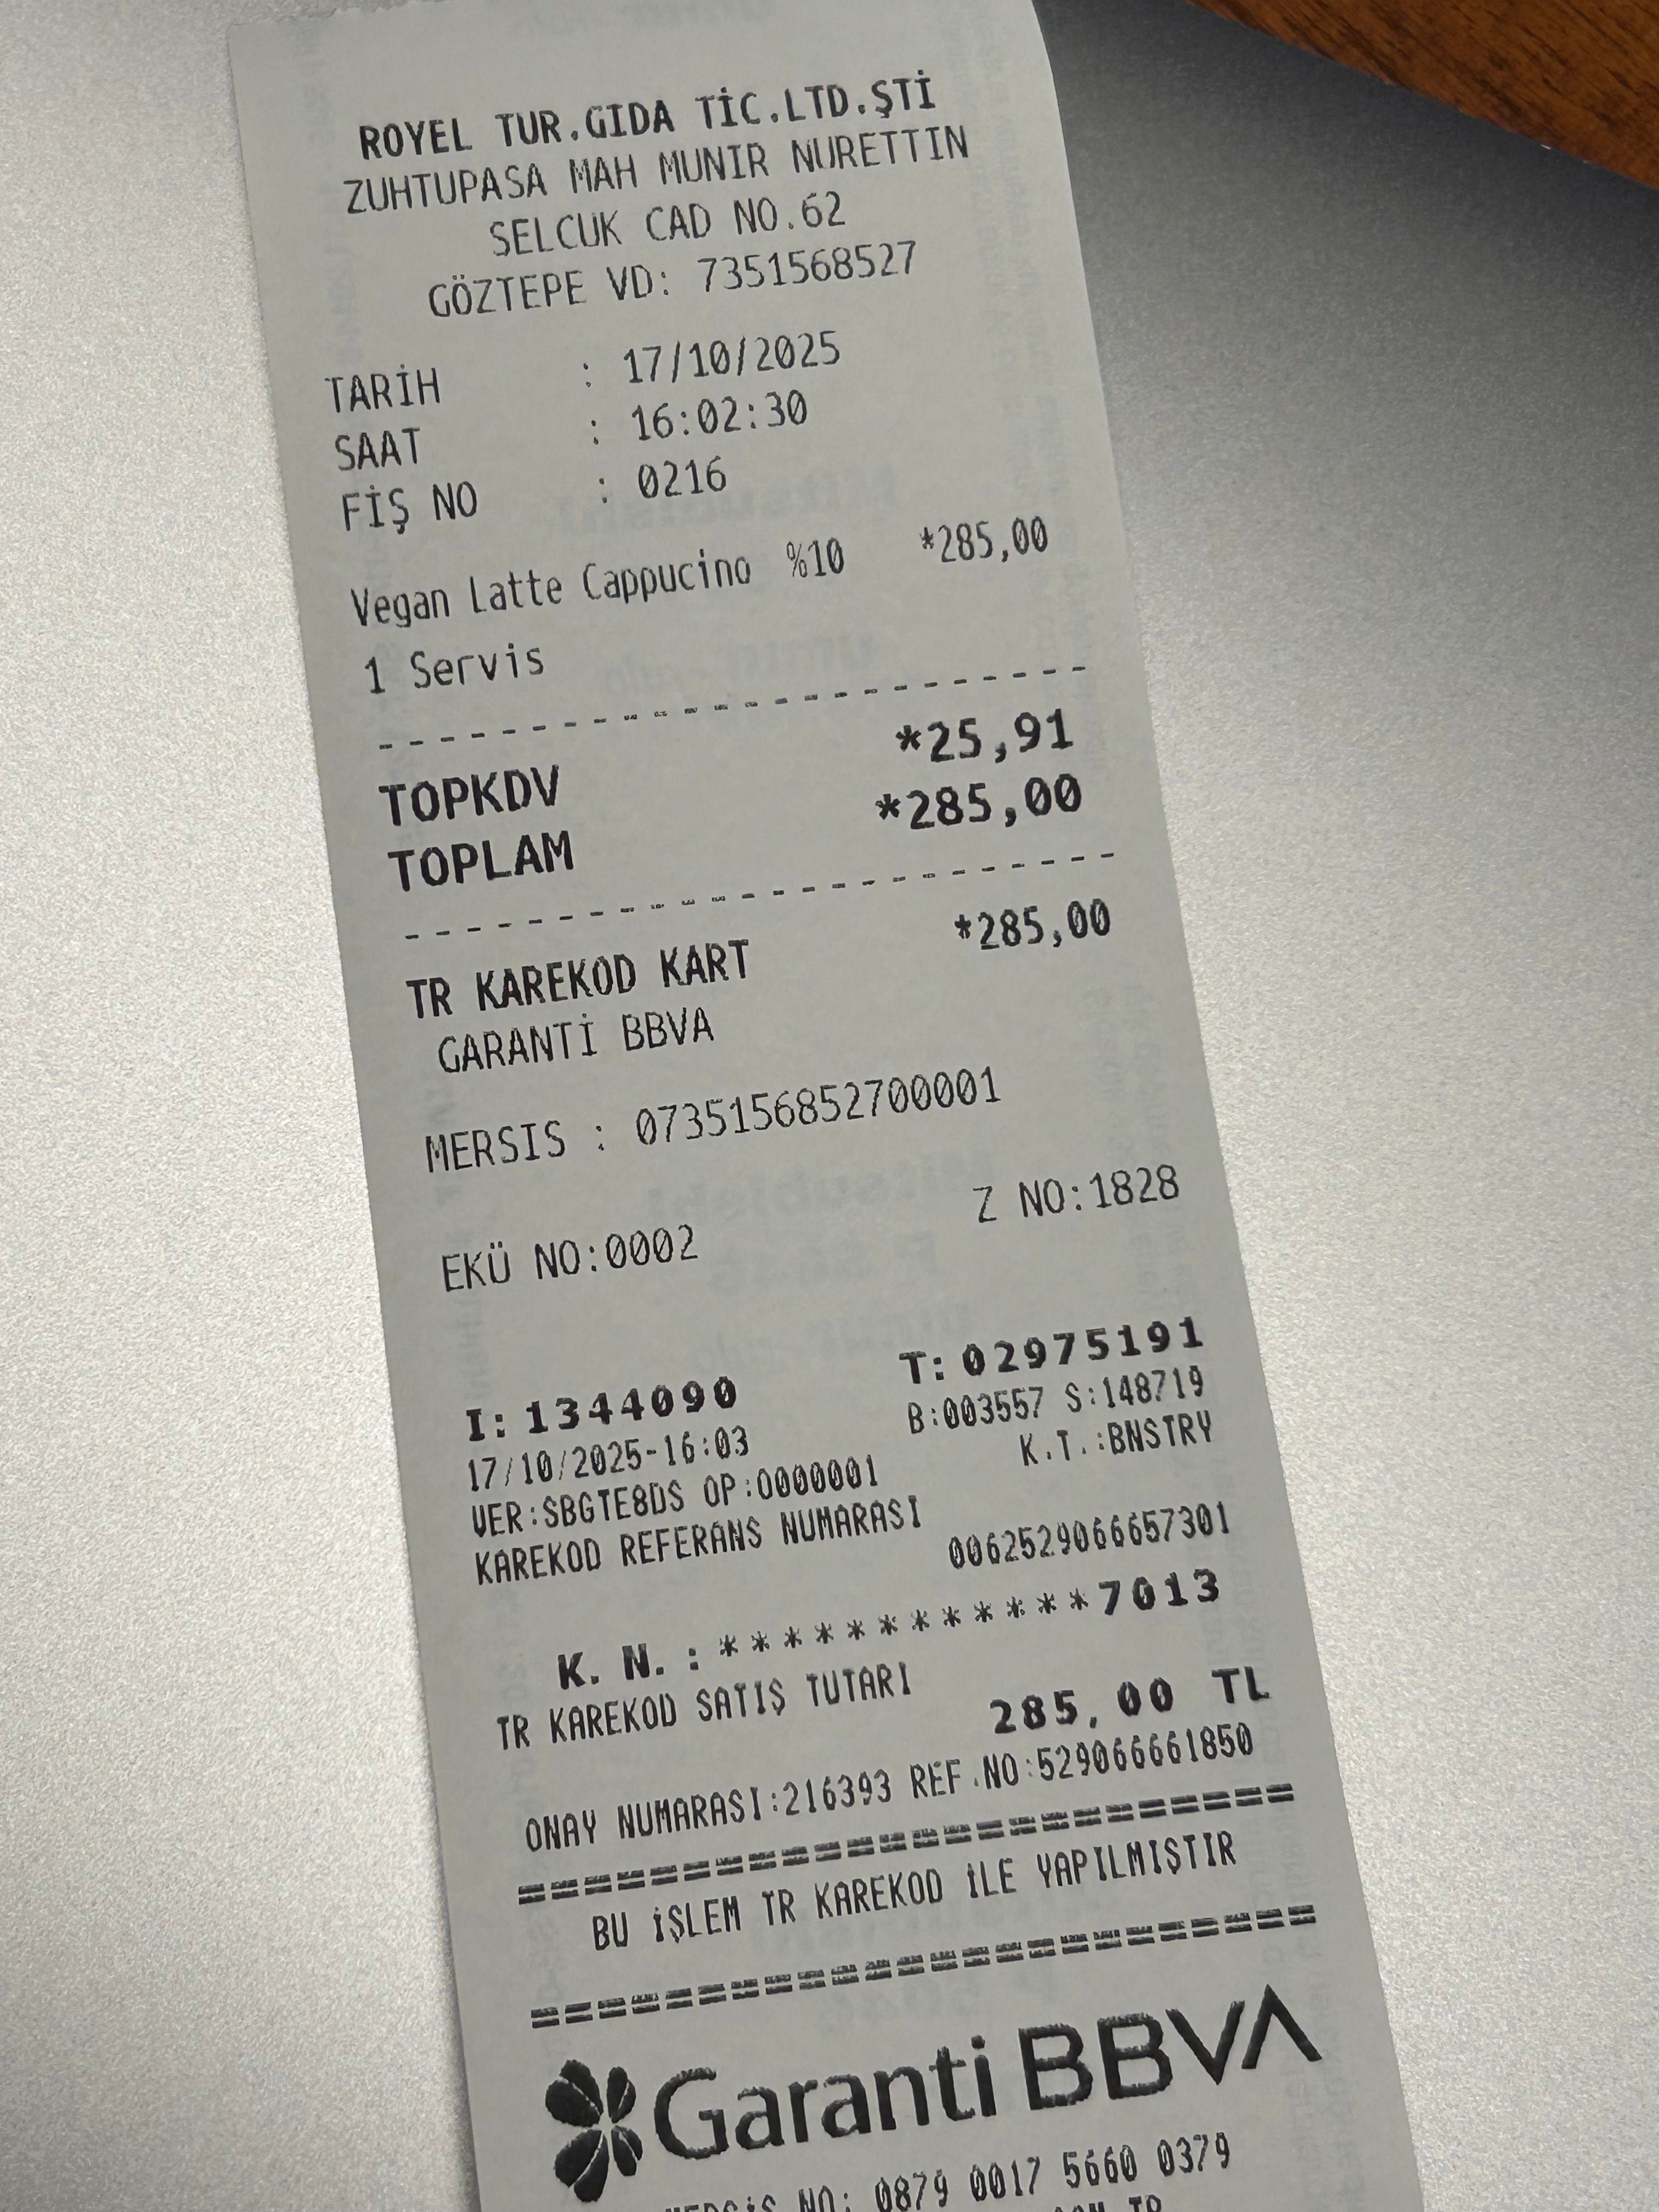 ROYEL TUR.GIDA TİC.LTD.ŞTİ
ZUHTUPASA MAH MUNIR NURETTIN
SELCUK CAD NO.62
GÖZTEPE VD: 7351568527
TARİH : 17/10/2025
SAAT : 16:02:30
FİŞ NO : 0216
Vegan Latte Cappucino %10 *285,00
1 Servis
TOPKDV *25,91
TOPLAM *285,00
TR KAREKOD KART *285,00
GARANTİ BBVA
MERSIS : 0735156852700001
EKÜ NO:0002 Z NO:1828
I: 1344090 T: 02975191
17/10/2025-16:03 B:003557 S:148719
VER:SBGTE8DS OP:0000001 K.T.:BNSTRY
KAREKOD REFERANS NUMARASI
0062529066657301
K. N. : ************7013
TR KAREKOD SATIŞ TUTARI
285,00 TL
ONAY NUMARASI:216393 REF.NO:529066661850
==========================
BU İŞLEM TR KAREKOD İLE YAPILMIŞTIR
==========================
Garanti BBVA
MERSİS NO: 0879 0017 5660 0379